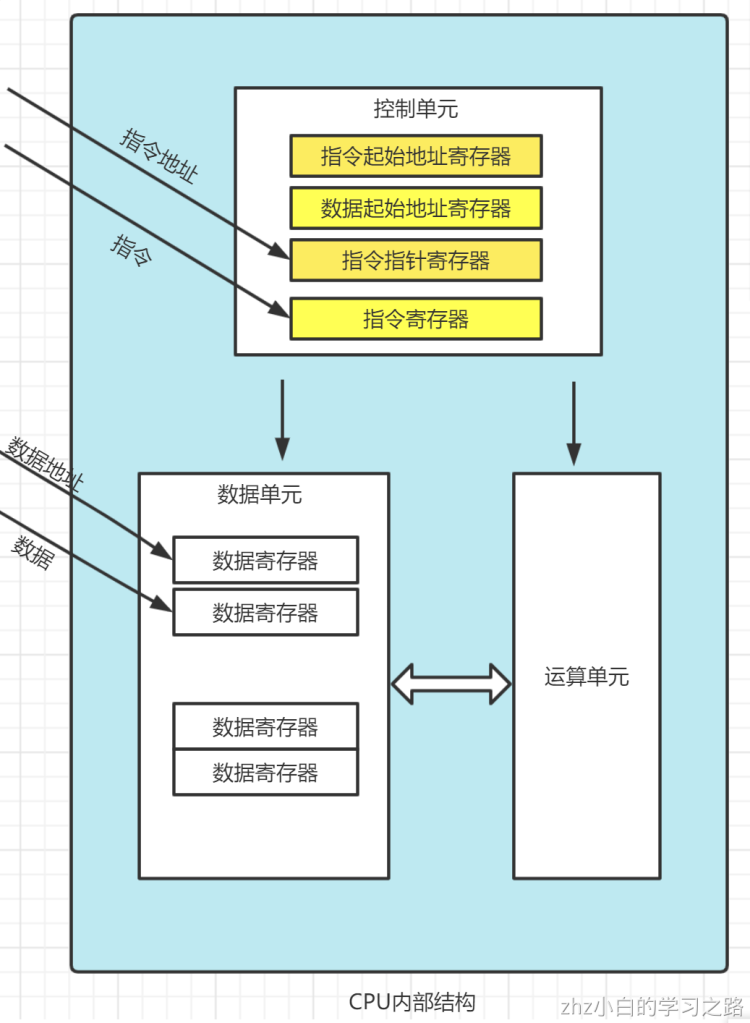 控制单元
指令起始地址寄存器
数据起始地址寄存器
指令指针寄存器
指令寄存器
指令地址
指令
数据地址
数据
数据单元
数据寄存器
数据寄存器
数据寄存器
数据寄存器
运算单元
CPU内部结构
zhz小白的学习之路